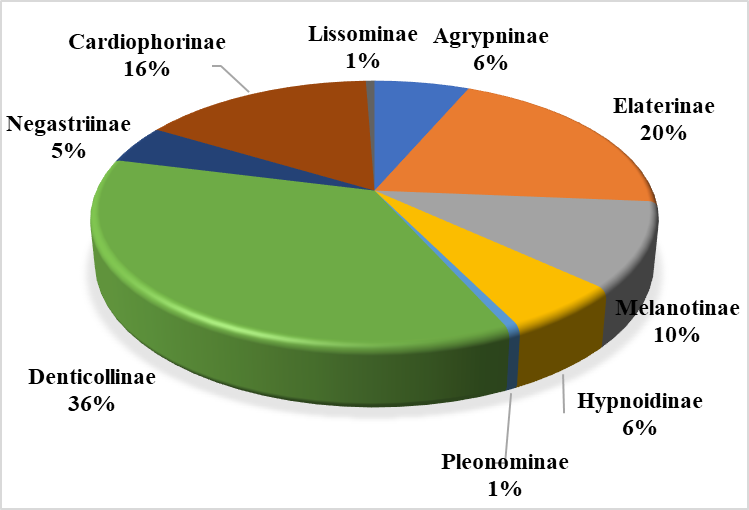 Lissominae
1%
Agrypninae
6%
Elaterinae
20%
Melanotinae
10%
Hypnoidinae
6%
Pleonominae
1%
Denticollinae
36%
Negastriinae
5%
Cardiophorinae
16%